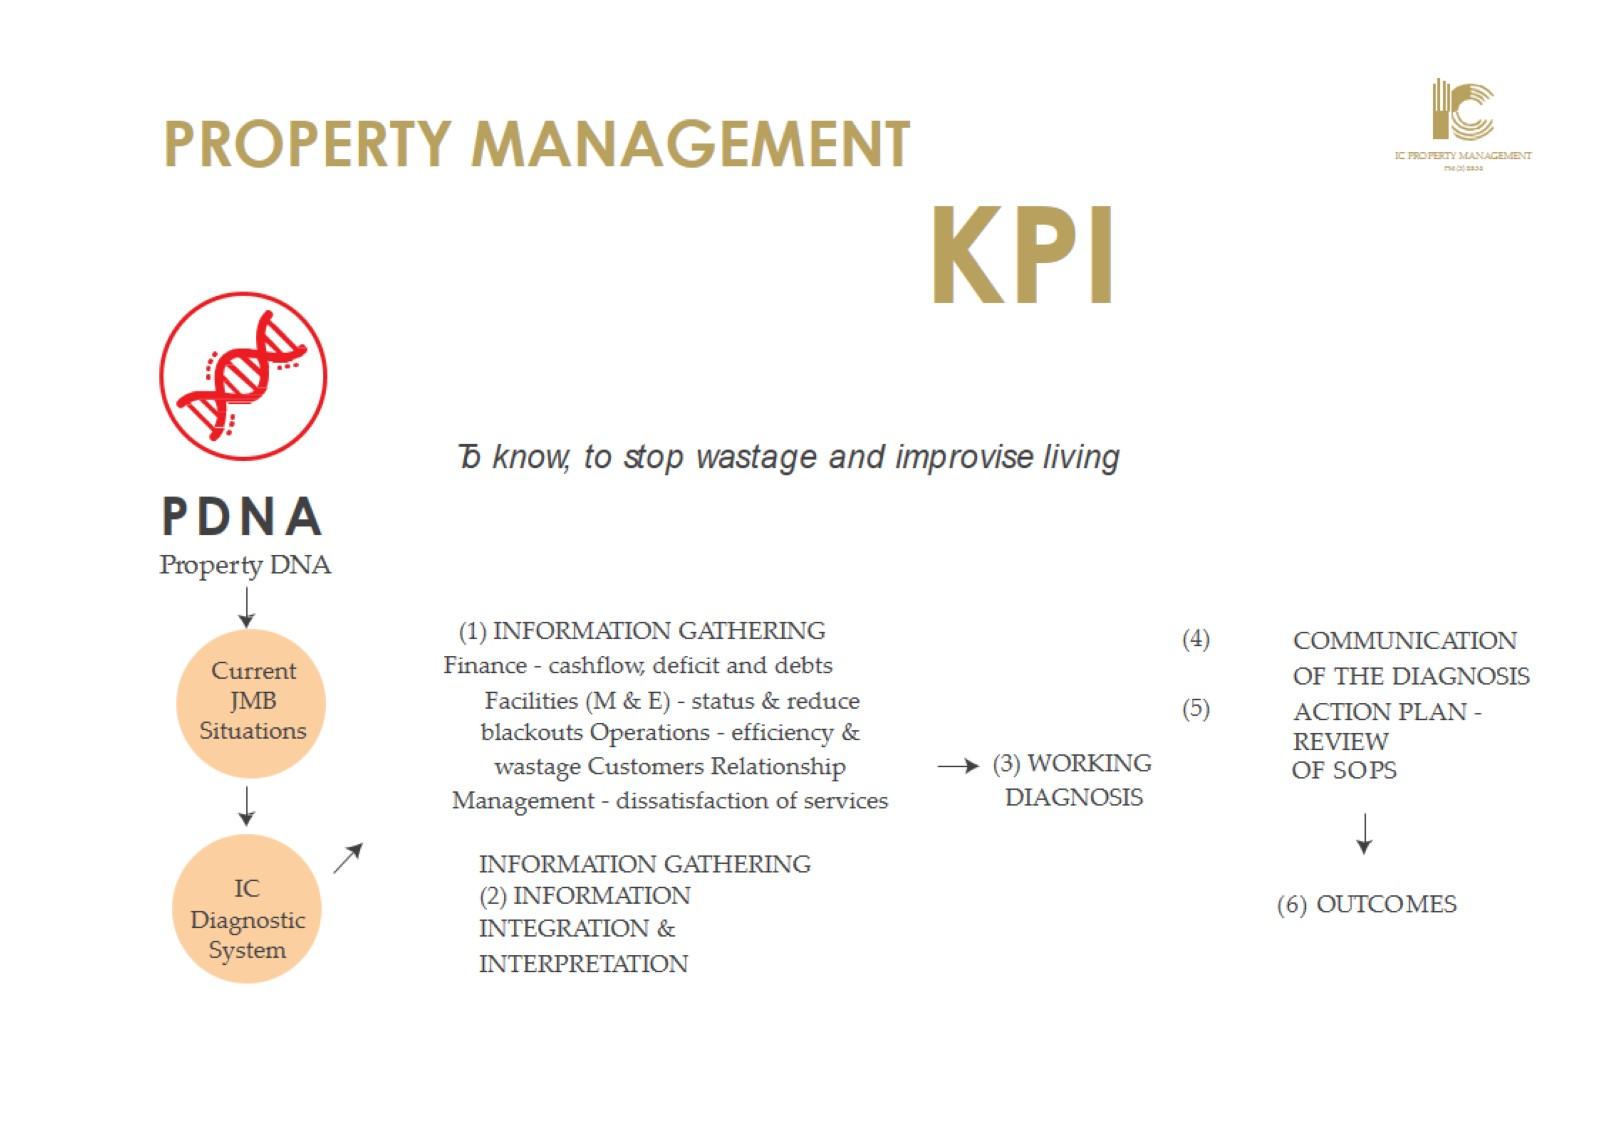 PROPERTY MANAGEMENT
KPI
IC PROPERTY MANAGEMENT
PDNA
Property DNA
To know, to stop wastage and improvise living
Current
JMB
Situations
IC
Diagnostic
System
(1) INFORMATION GATHERING
Finance - cashflow, deficit and debts
Facilities (M & E) - status & reduce
blackouts Operations - efficiency &
wastage Customers Relationship
Management - dissatisfaction of services
INFORMATION GATHERING
(2) INFORMATION
INTEGRATION &
INTERPRETATION
(3) WORKING
DIAGNOSIS
(4) COMMUNICATION
OF THE DIAGNOSIS
(5) ACTION PLAN -
REVIEW
OF SOPS
(6) OUTCOMES